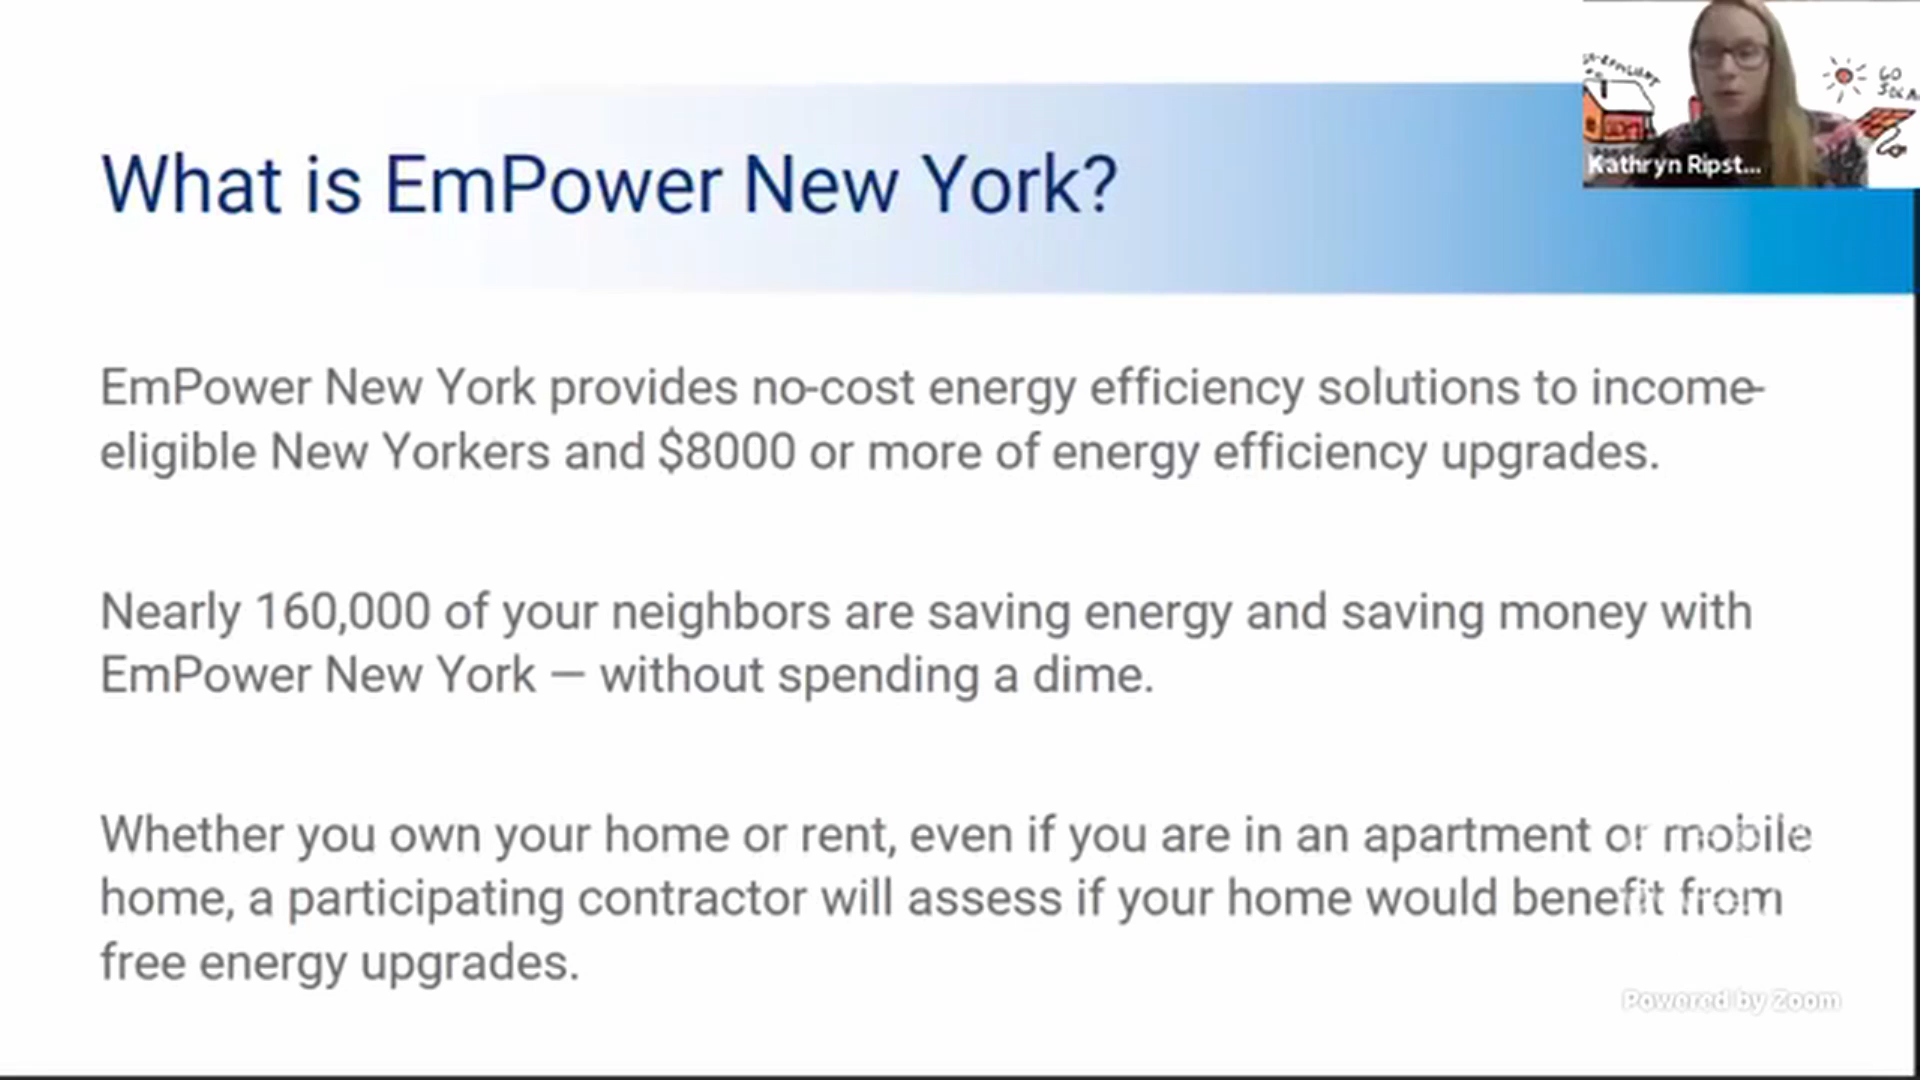 What is EmPower New York?
GO
SOLA
Kathryn Ripst...
EmPower New York provides no-cost energy efficiency solutions to income-
eligible New Yorkers and $8000 or more of energy efficiency upgrades.
Nearly 160,000 of your neighbors are saving energy and saving money with
EmPower New York — without spending a dime.
Whether you own your home or rent, even if you are in an apartment or mobile
home, a participating contractor will assess if your home would benefit from
free energy upgrades.
Powered by Zoom